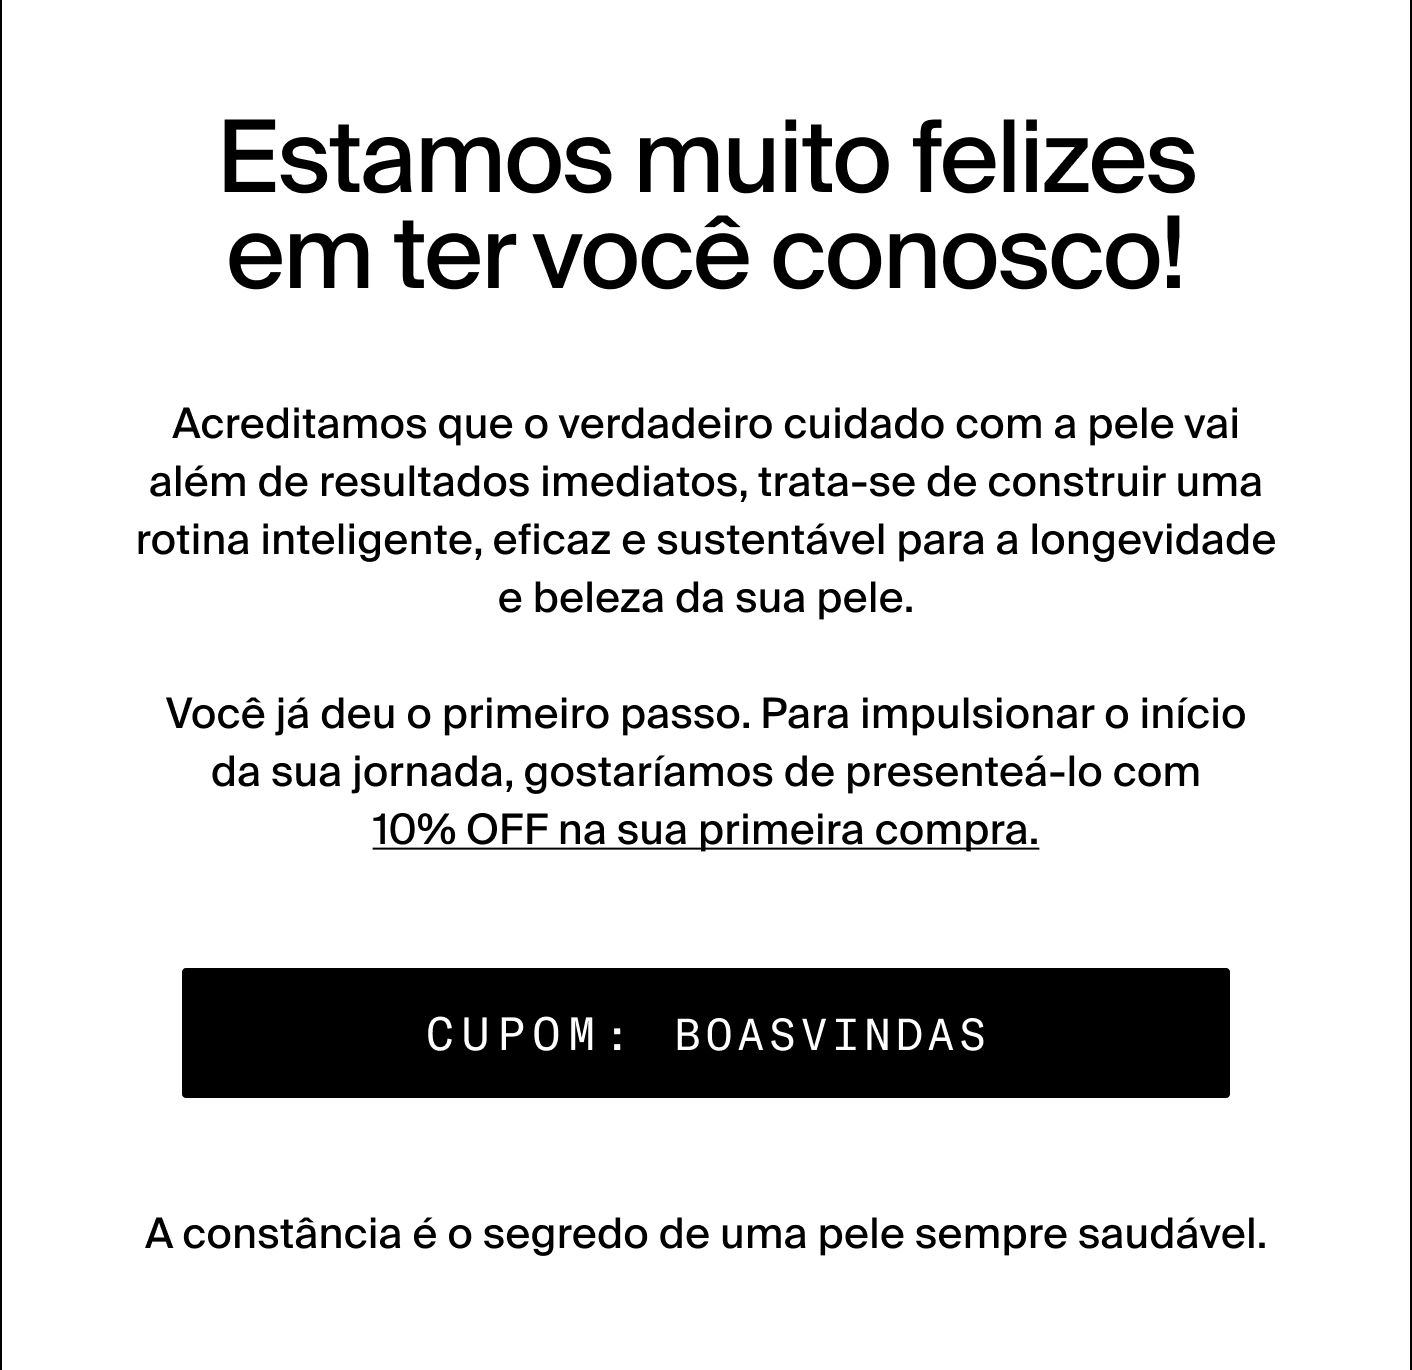 Estamos muito felizes
em ter você conosco!
Acreditamos que o verdadeiro cuidado com a pele vai
além de resultados imediatos, trata-se de construir uma
rotina inteligente, eficaz e sustentável para a longevidade
e beleza da sua pele.
Você já deu o primeiro passo. Para impulsionar o início
da sua jornada, gostaríamos de presenteá-lo com
10% OFF na sua primeira compra.
CUPOM: BOASVINDAS
A constância é o segredo de uma pele sempre saudável.